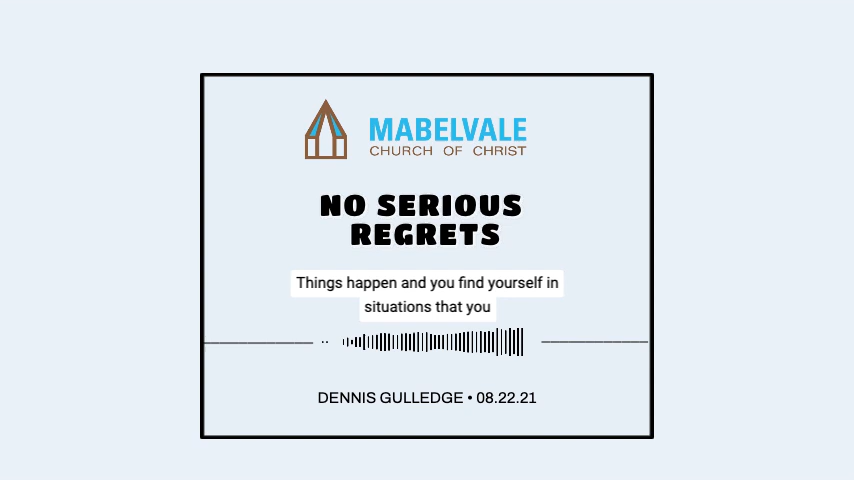 MABELVALE
CHURCH OF CHRIST
NO SERIOUS
REGRETS
Things happen and you find yourself in
situations that you
DENNIS GULLEDGE • 08.22.21